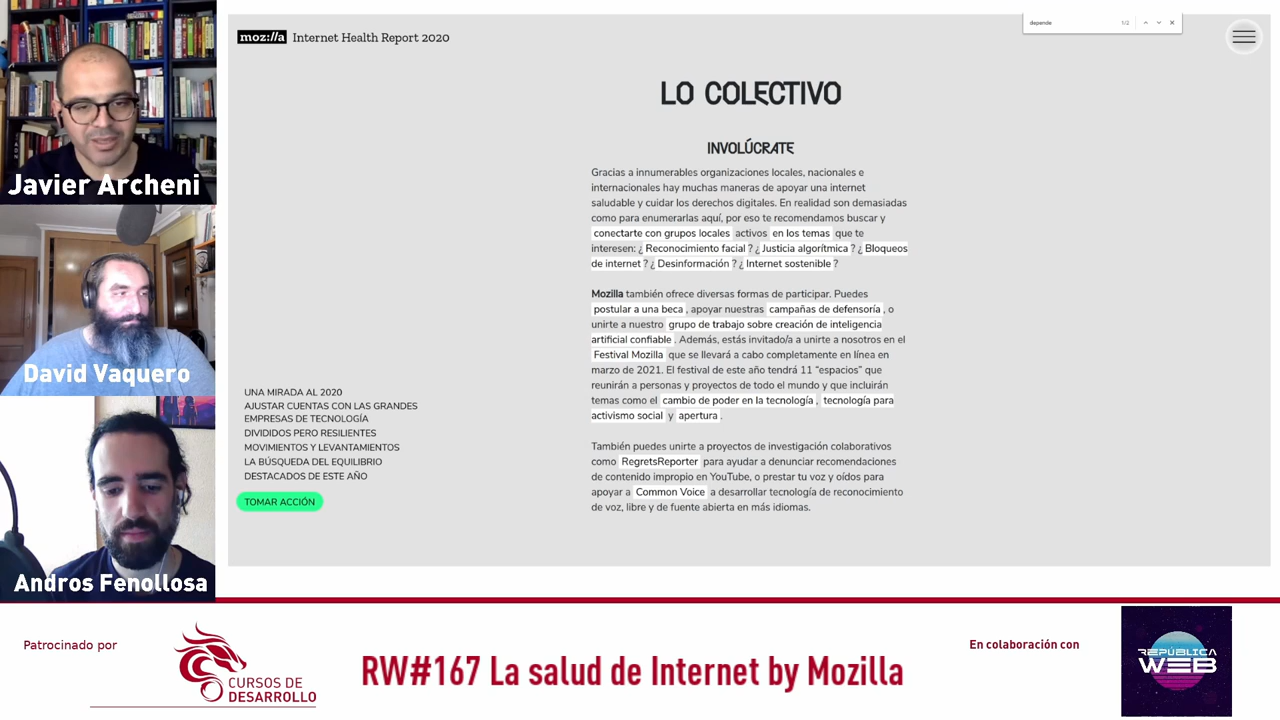 Javier Archeni
David Vaquero
Andros Fenollosa
moz://a Internet Health Report 2020
depende 1/2
LO COLECTIVO
INVOLÚCRATE
Gracias a innumerables organizaciones locales, nacionales e
internacionales hay muchas maneras de apoyar una internet
saludable y cuidar los derechos digitales. En realidad son demasiadas
como para enumerarlas aquí, por eso te recomendamos buscar y
conectarte con grupos locales activos en los temas que te
interesen: ¿ Reconocimiento facial ? ¿ Justicia algorítmica ? ¿ Bloqueos
de internet ? ¿ Desinformación ? ¿ Internet sostenible ?
Mozilla también ofrece diversas formas de participar. Puedes
postular a una beca , apoyar nuestras campañas de defensoría , o
unirte a nuestro grupo de trabajo sobre creación de inteligencia
artificial confiable . Además, estás invitado/a a unirte a nosotros en el
Festival Mozilla que se llevará a cabo completamente en línea en
marzo de 2021. El festival de este año tendrá 11 “espacios” que
reunirán a personas y proyectos de todo el mundo y que incluirán
temas como el cambio de poder en la tecnología , tecnología para
activismo social y apertura .
También puedes unirte a proyectos de investigación colaborativos
como RegretsReporter para ayudar a denunciar recomendaciones
de contenido impropio en YouTube, o prestar tu voz y oídos para
apoyar a Common Voice a desarrollar tecnología de reconocimiento
de voz, libre y de fuente abierta en más idiomas.
UNA MIRADA AL 2020
AJUSTAR CUENTAS CON LAS GRANDES
EMPRESAS DE TECNOLOGÍA
DIVIDIDOS PERO RESILIENTES
MOVIMIENTOS Y LEVANTAMIENTOS
LA BÚSQUEDA DEL EQUILIBRIO
DESTACADOS DE ESTE AÑO
TOMAR ACCIÓN
Patrocinado por
CURSOS DE
DESARROLLO
RW#167 La salud de Internet by Mozilla
En colaboración con
REPÚBLICA
WEB